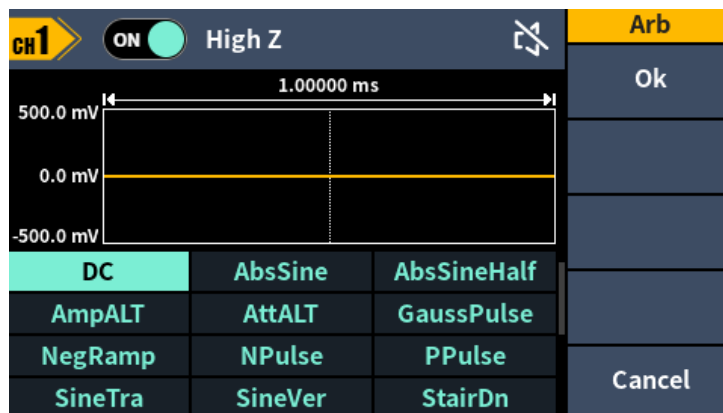 CH1 ON High Z
Arb
Ok
1.00000 ms
500.0 mV
0.0 mV
-500.0 mV
DC AbsSine AbsSineHalf
AmpALT AttALT GaussPulse
NegRamp NPulse PPulse
SineTra SineVer StairDn
Cancel